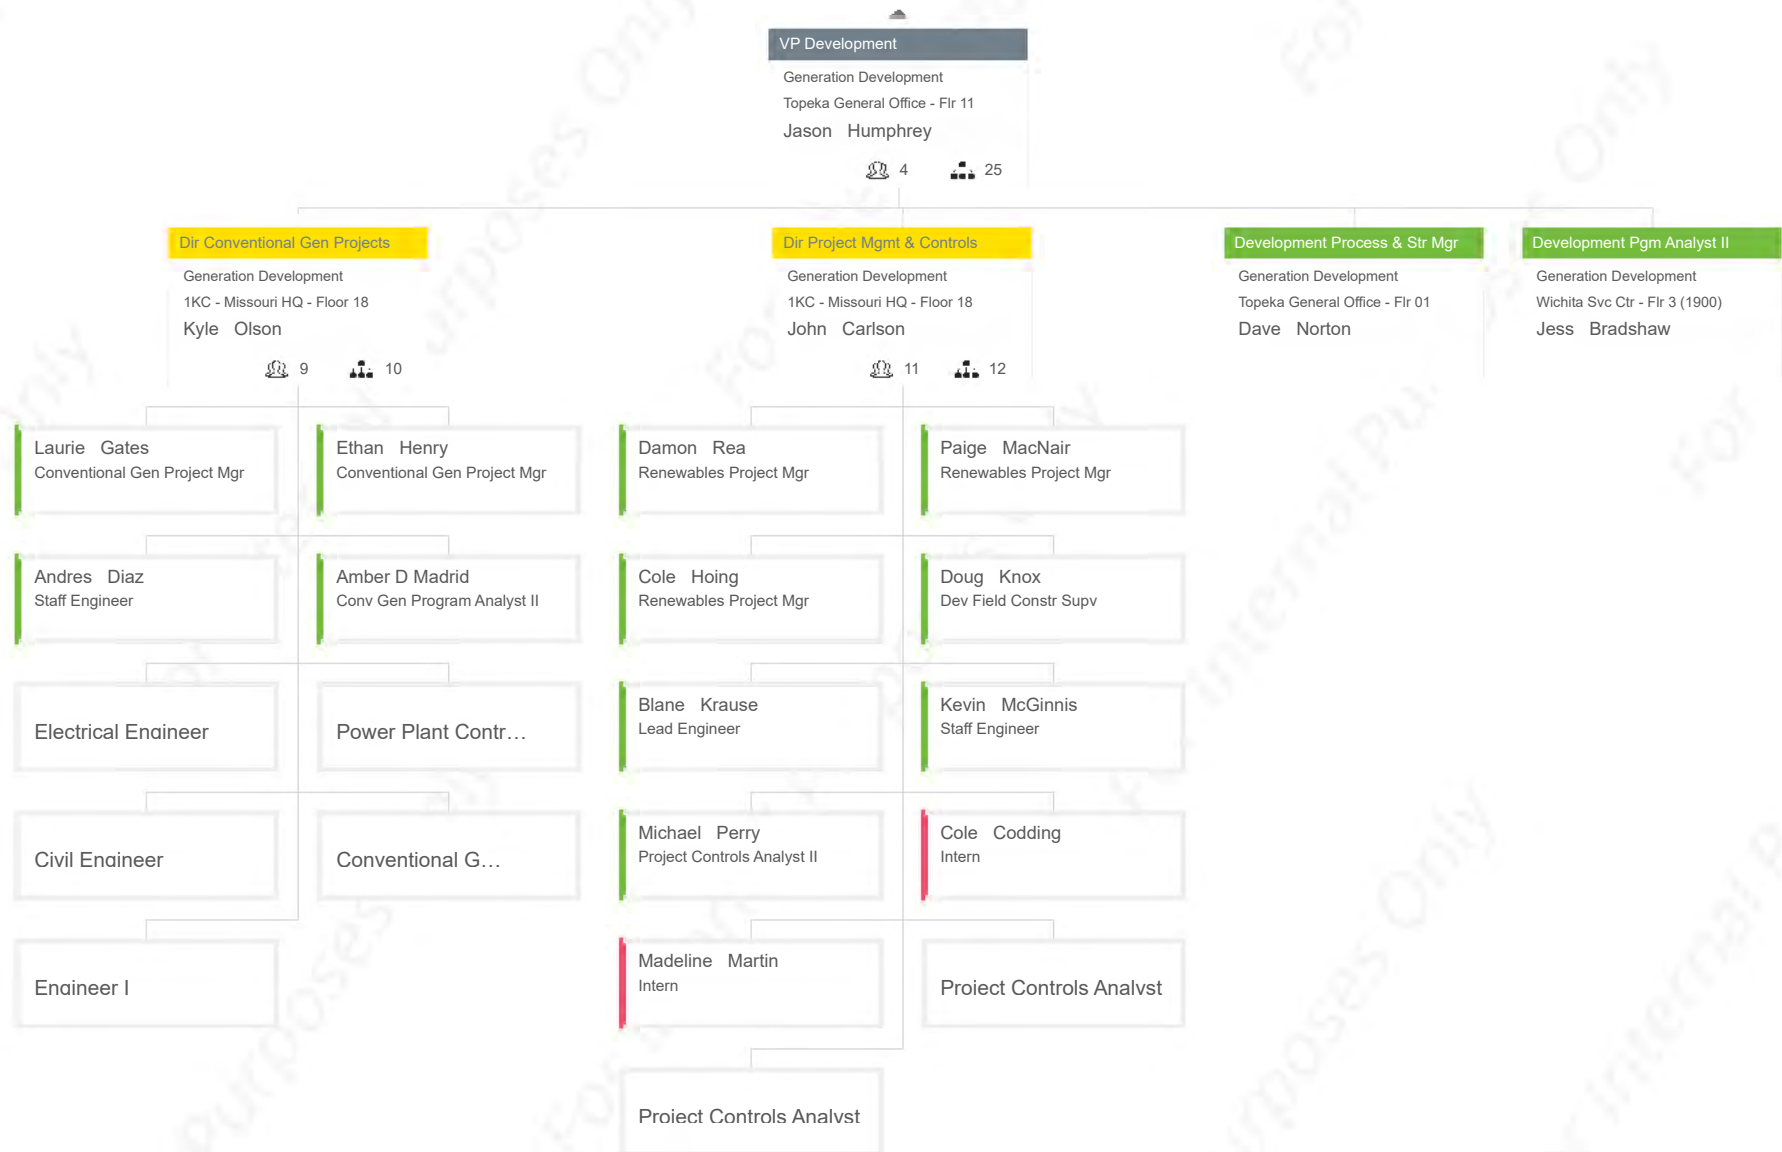 VP Development
Generation Development
Topeka General Office - Flr 11
Jason Humphrey
4 25
Dir Conventional Gen Projects
Generation Development
1KC - Missouri HQ - Floor 18
Kyle Olson
9 10
Dir Project Mgmt & Controls
Generation Development
1KC - Missouri HQ - Floor 18
John Carlson
11 12
Development Process & Str Mgr
Generation Development
Topeka General Office - Flr 01
Dave Norton
Development Pgm Analyst II
Generation Development
Wichita Svc Ctr - Flr 3 (1900)
Jess Bradshaw
Laurie Gates
Conventional Gen Project Mgr
Ethan Henry
Conventional Gen Project Mgr
Andres Diaz
Staff Engineer
Amber D Madrid
Conv Gen Program Analyst II
Electrical Engineer
Power Plant Contr…
Civil Engineer
Conventional G…
Engineer I
Damon Rea
Renewables Project Mgr
Paige MacNair
Renewables Project Mgr
Cole Hoing
Renewables Project Mgr
Doug Knox
Dev Field Constr Supv
Blane Krause
Lead Engineer
Kevin McGinnis
Staff Engineer
Michael Perry
Project Controls Analyst II
Cole Codding
Intern
Madeline Martin
Intern
Project Controls Analyst
Project Controls Analyst
For Internal Purposes Only